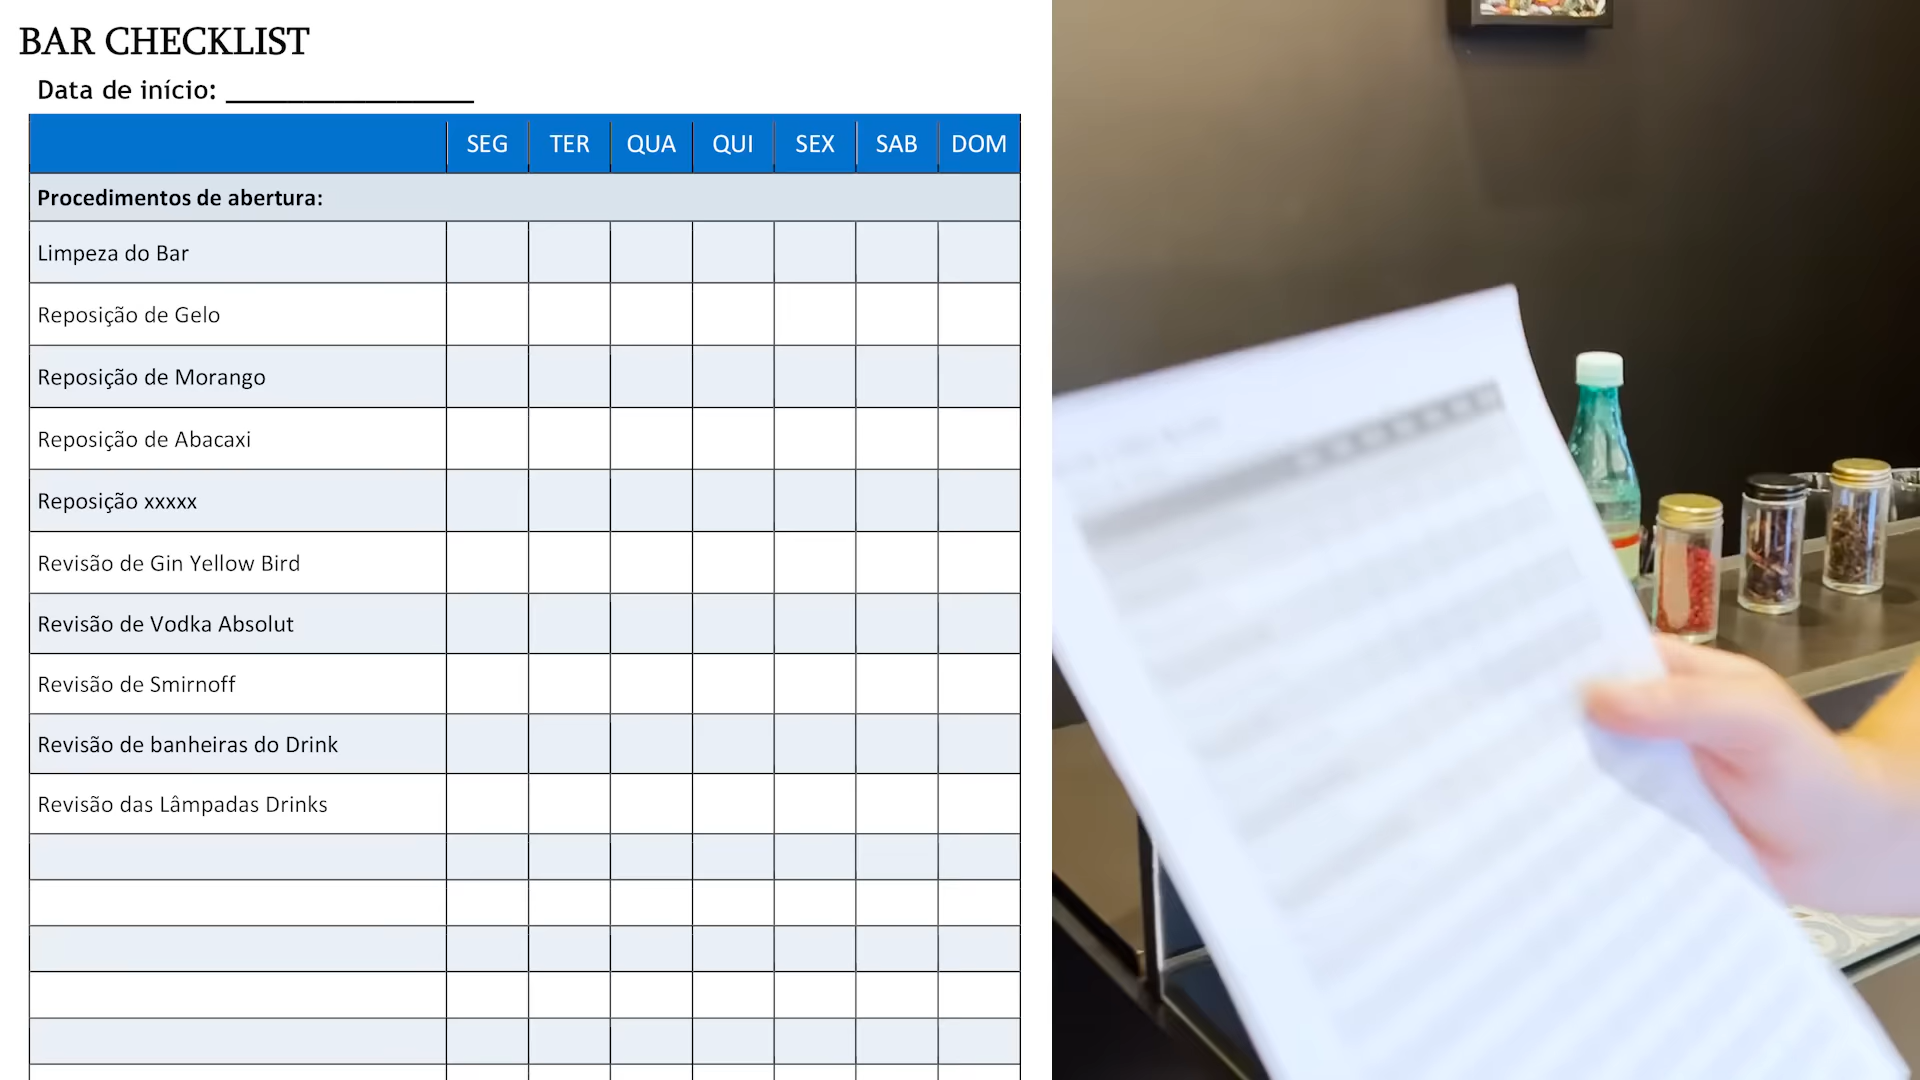 BAR CHECKLIST
Data de início: __________________
SEG TER QUA QUI SEX SAB DOM
Procedimentos de abertura:
Limpeza do Bar
Reposição de Gelo
Reposição de Morango
Reposição de Abacaxi
Reposição xxxxx
Revisão de Gin Yellow Bird
Revisão de Vodka Absolut
Revisão de Smirnoff
Revisão de banheiras do Drink
Revisão das Lâmpadas Drinks